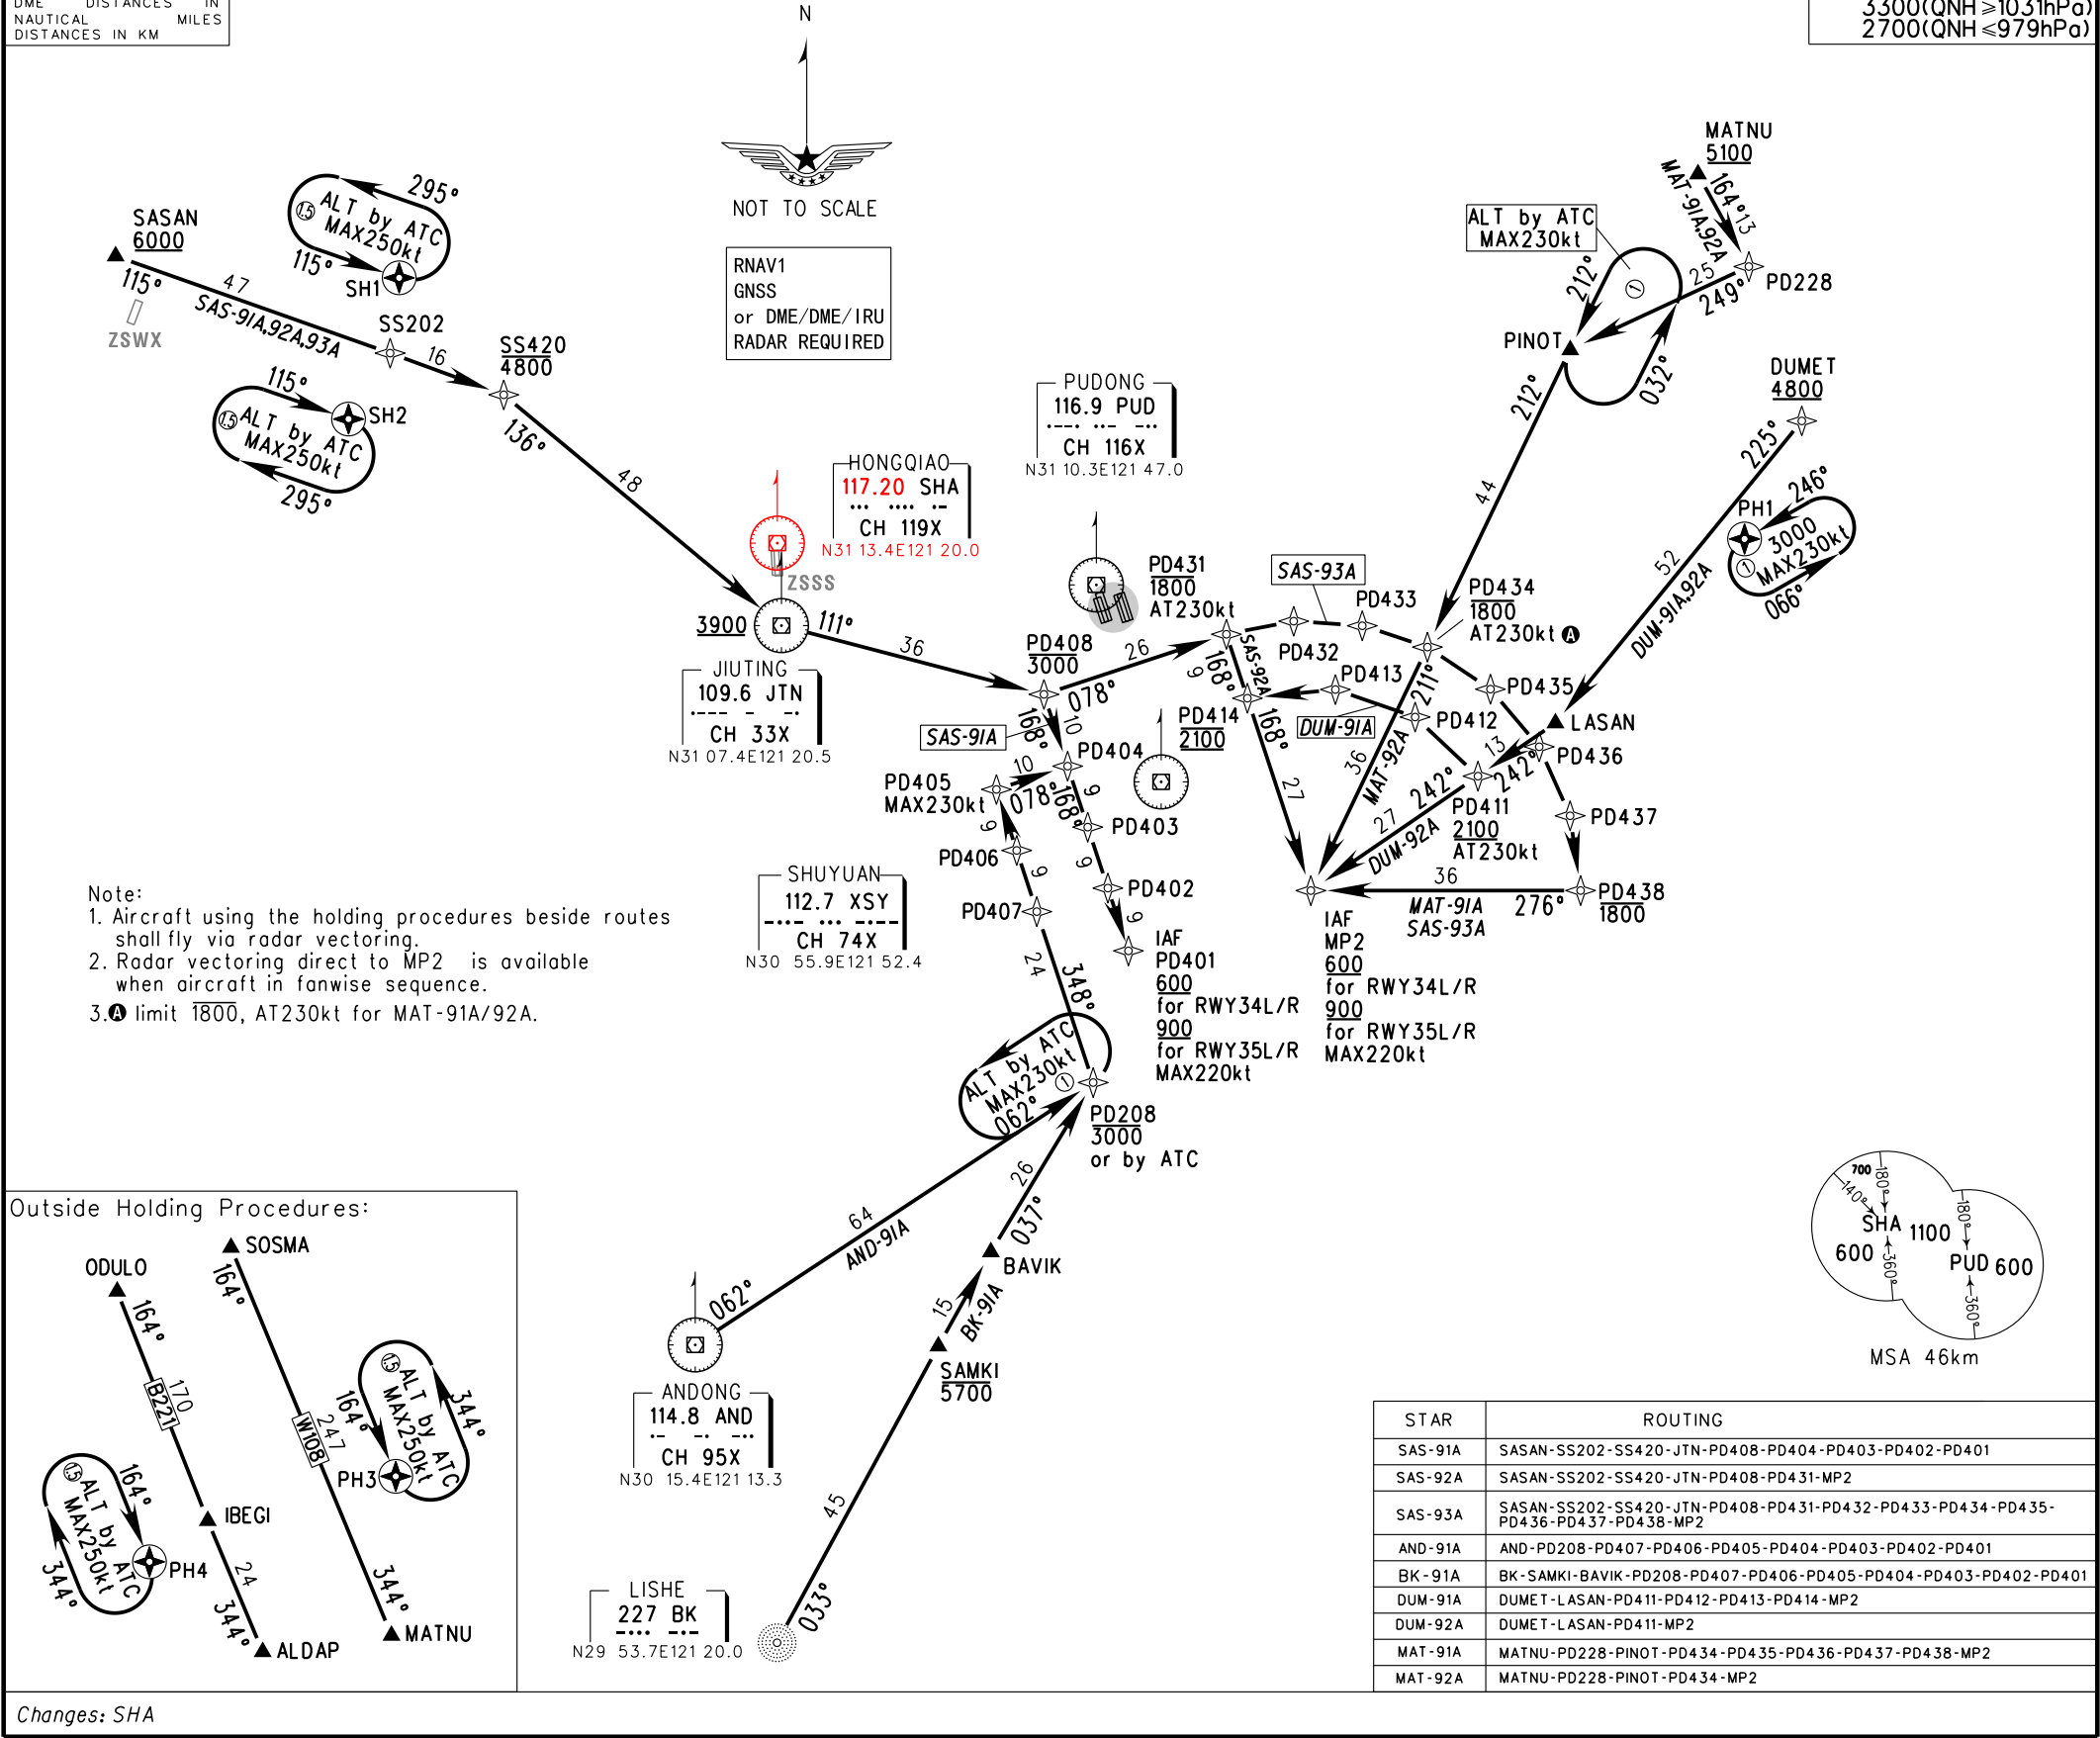 DME DISTANCES IN
NAUTICAL MILES
DISTANCES IN KM
3300(QNH≥1031hPa)
2700(QNH≤979hPa)
N
NOT TO SCALE
RNAV1
GNSS
or DME/DME/IRU
RADAR REQUIRED
SASAN
6000
115°
ZSWX
47
SAS-91A,92A,93A
295°
1.5
ALT by ATC
MAX250kt
115°
SH1
SS202
16
SS420
4800
136°
48
115°
SH2
1.5
ALT by ATC
MAX250kt
295°
HONGQIAO
117.20 SHA
··· ···· ·-
CH 119X
N31 13.4E121 20.0
ZSSS
3900
111°
36
JIUTING
109.6 JTN
·--- - -·
CH 33X
N31 07.4E121 20.5
PUDONG
116.9 PUD
·--· ··- -··
CH 116X
N31 10.3E121 47.0
MATNU
5100
164°
13
MAT-91A,92A
PD228
25
249°
ALT by ATC
MAX230kt
212°
1
PINOT
032°
212°
44
DUMET
4800
225°
52
DUM-91A,92A
PH1
246°
3000
MAX230kt
1
066°
PD431
1800
AT230kt
SAS-93A
PD432
PD433
PD434
1800
AT230kt A
PD408
3000
26
078°
SAS-92A
168°
9
PD413
211°
PD435
LASAN
PD414
2100
168°
27
DUM-91A
PD412
36
MAT-92A
13
242°
PD436
242°
PD411
2100
AT230kt
27
DUM-92A
PD437
36
MAT-91A
SAS-93A
276°
PD438
1800
SAS-91A
168°
10
PD404
PD405
MAX230kt
10
078°
168°
9
PD403
9
PD406
9
PD402
9
PD407
9
24
348°
SHUYUAN
112.7 XSY
-··- ··· -·--
CH 74X
N30 55.9E121 52.4
IAF
PD401
600
for RWY34L/R
900
for RWY35L/R
MAX220kt
IAF
MP2
600
for RWY34L/R
900
for RWY35L/R
MAX220kt
Note:
1. Aircraft using the holding procedures beside routes
shall fly via radar vectoring.
2. Radar vectoring direct to MP2 is available
when aircraft in fanwise sequence.
3.A limit 1800, AT230kt for MAT-91A/92A.
ALT by ATC
MAX230kt
1
062°
PD208
3000
or by ATC
64
AND-91A
062°
26
037°
BAVIK
15
BK-91A
SAMKI
5700
45
033°
ANDONG
114.8 AND
·- -· -··
CH 95X
N30 15.4E121 13.3
LISHE
227 BK
-··· -·-
N29 53.7E121 20.0
Outside Holding Procedures:
ODULO
164°
170
B221
IBEGI
24
344°
ALDAP
SOSMA
164°
247
W108
344°
MATNU
1.5
ALT by ATC
MAX250kt
164°
344°
PH3
1.5
ALT by ATC
MAX250kt
164°
344°
PH4
700
180°
140°
SHA
600
360°
1100
180°
PUD
600
360°
MSA 46km
STAR ROUTING
SAS-91A SASAN-SS202-SS420-JTN-PD408-PD404-PD403-PD402-PD401
SAS-92A SASAN-SS202-SS420-JTN-PD408-PD431-MP2
SAS-93A SASAN-SS202-SS420-JTN-PD408-PD431-PD432-PD433-PD434-PD435-
PD436-PD437-PD438-MP2
AND-91A AND-PD208-PD407-PD406-PD405-PD404-PD403-PD402-PD401
BK-91A BK-SAMKI-BAVIK-PD208-PD407-PD406-PD405-PD404-PD403-PD402-PD401
DUM-91A DUMET-LASAN-PD411-PD412-PD413-PD414-MP2
DUM-92A DUMET-LASAN-PD411-MP2
MAT-91A MATNU-PD228-PINOT-PD434-PD435-PD436-PD437-PD438-MP2
MAT-92A MATNU-PD228-PINOT-PD434-MP2
Changes: SHA